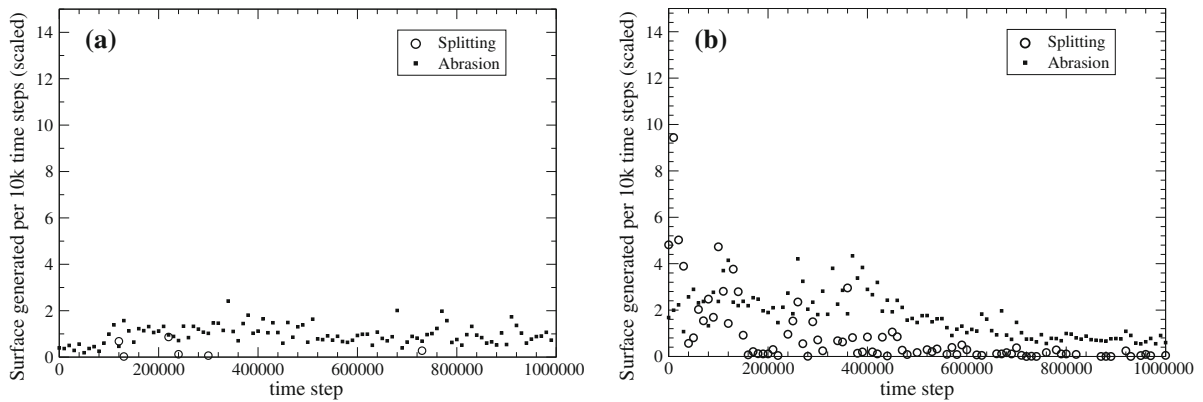 (a)
Splitting
Abrasion
Surface generated per 10k time steps (scaled)
14
12
10
8
6
4
2
0
0
200000
400000
600000
800000
1000000
time step
(b)
Splitting
Abrasion
Surface generated per 10k time steps (scaled)
14
12
10
8
6
4
2
0
0
200000
400000
600000
800000
1000000
time step